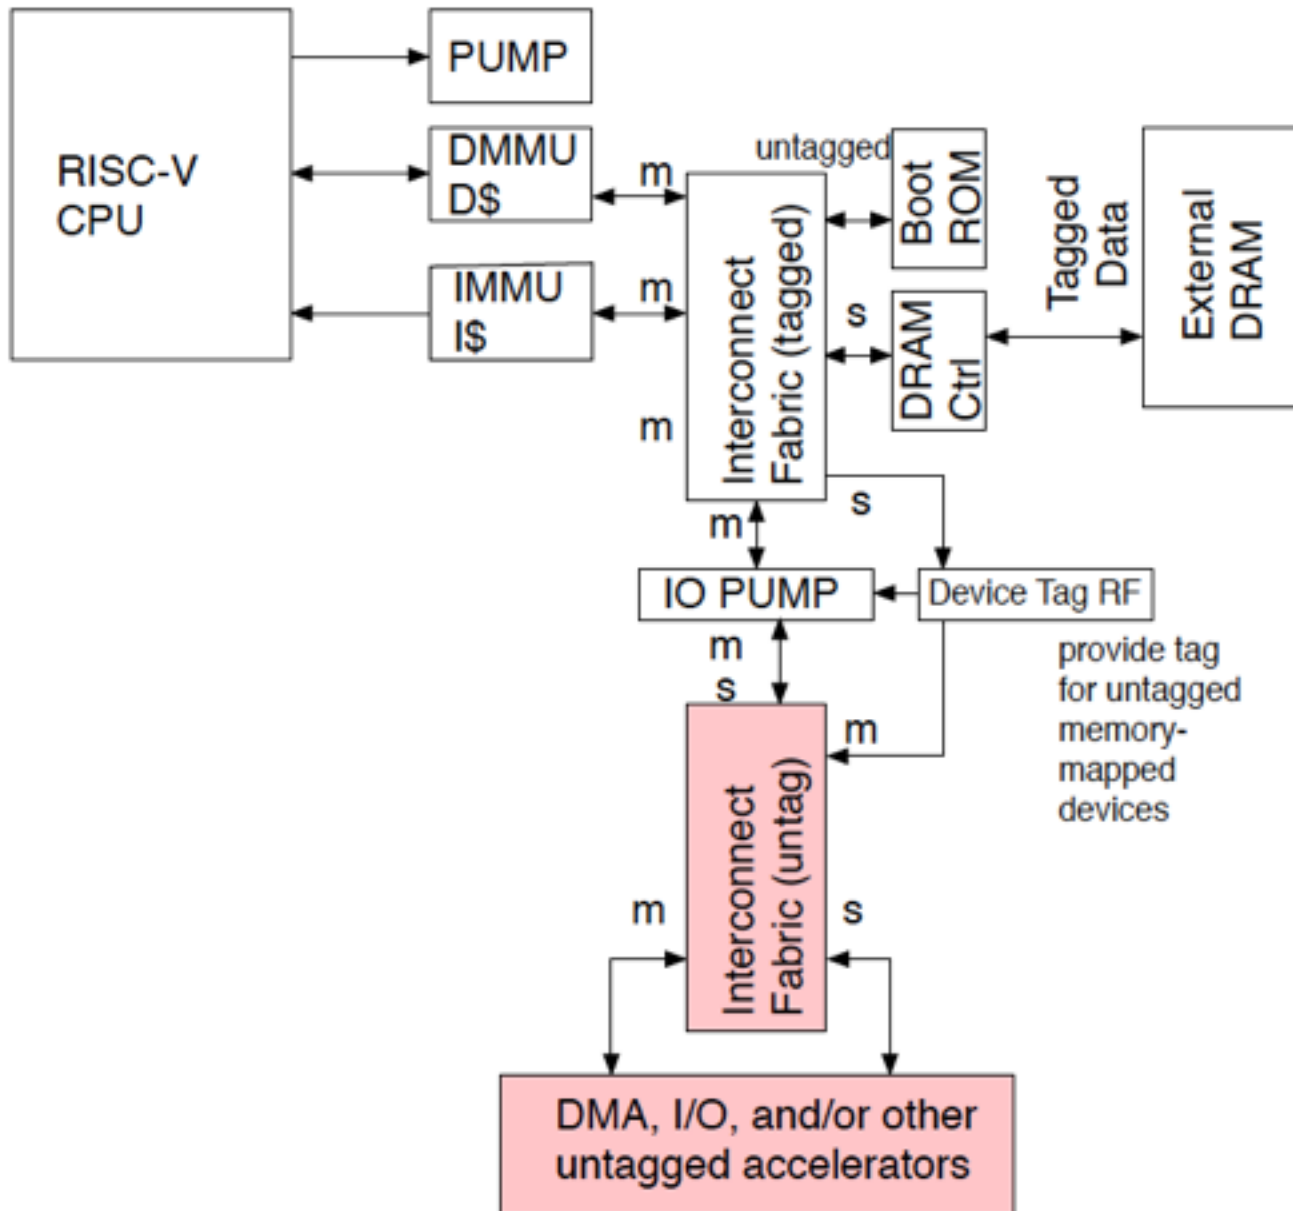 RISC-V
CPU
PUMP
DMMU
D$
IMMU
I$
m
m
m
Interconnect
Fabric (tagged)
untagged
Boot
ROM
s
DRAM
Ctrl
Tagged
Data
External
DRAM
s
m
IO PUMP
Device Tag RF
m
s
m
provide tag
for untagged
memory-
mapped
devices
Interconnect
Fabric (untag)
m
s
DMA, I/O, and/or other
untagged accelerators